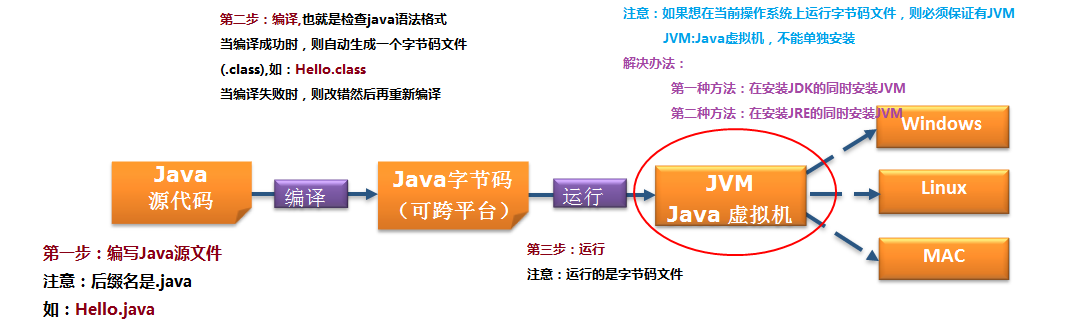 第二步：编译,也就是检查java语法格式
当编译成功时，则自动生成一个字节码文件
(.class),如：Hello.class
当编译失败时，则改错然后再重新编译
注意：如果想在当前操作系统上运行字节码文件，则必须保证有JVM
JVM:Java虚拟机，不能单独安装
解决办法：
第一种方法：在安装JDK的同时安装JVM
第二种方法：在安装JRE的同时安装JVM
Java
源代码
编译
Java字节码
（可跨平台）
运行
JVM
Java 虚拟机
Windows
Linux
MAC
第一步：编写Java源文件
注意：后缀名是.java
如：Hello.java
第三步：运行
注意：运行的是字节码文件